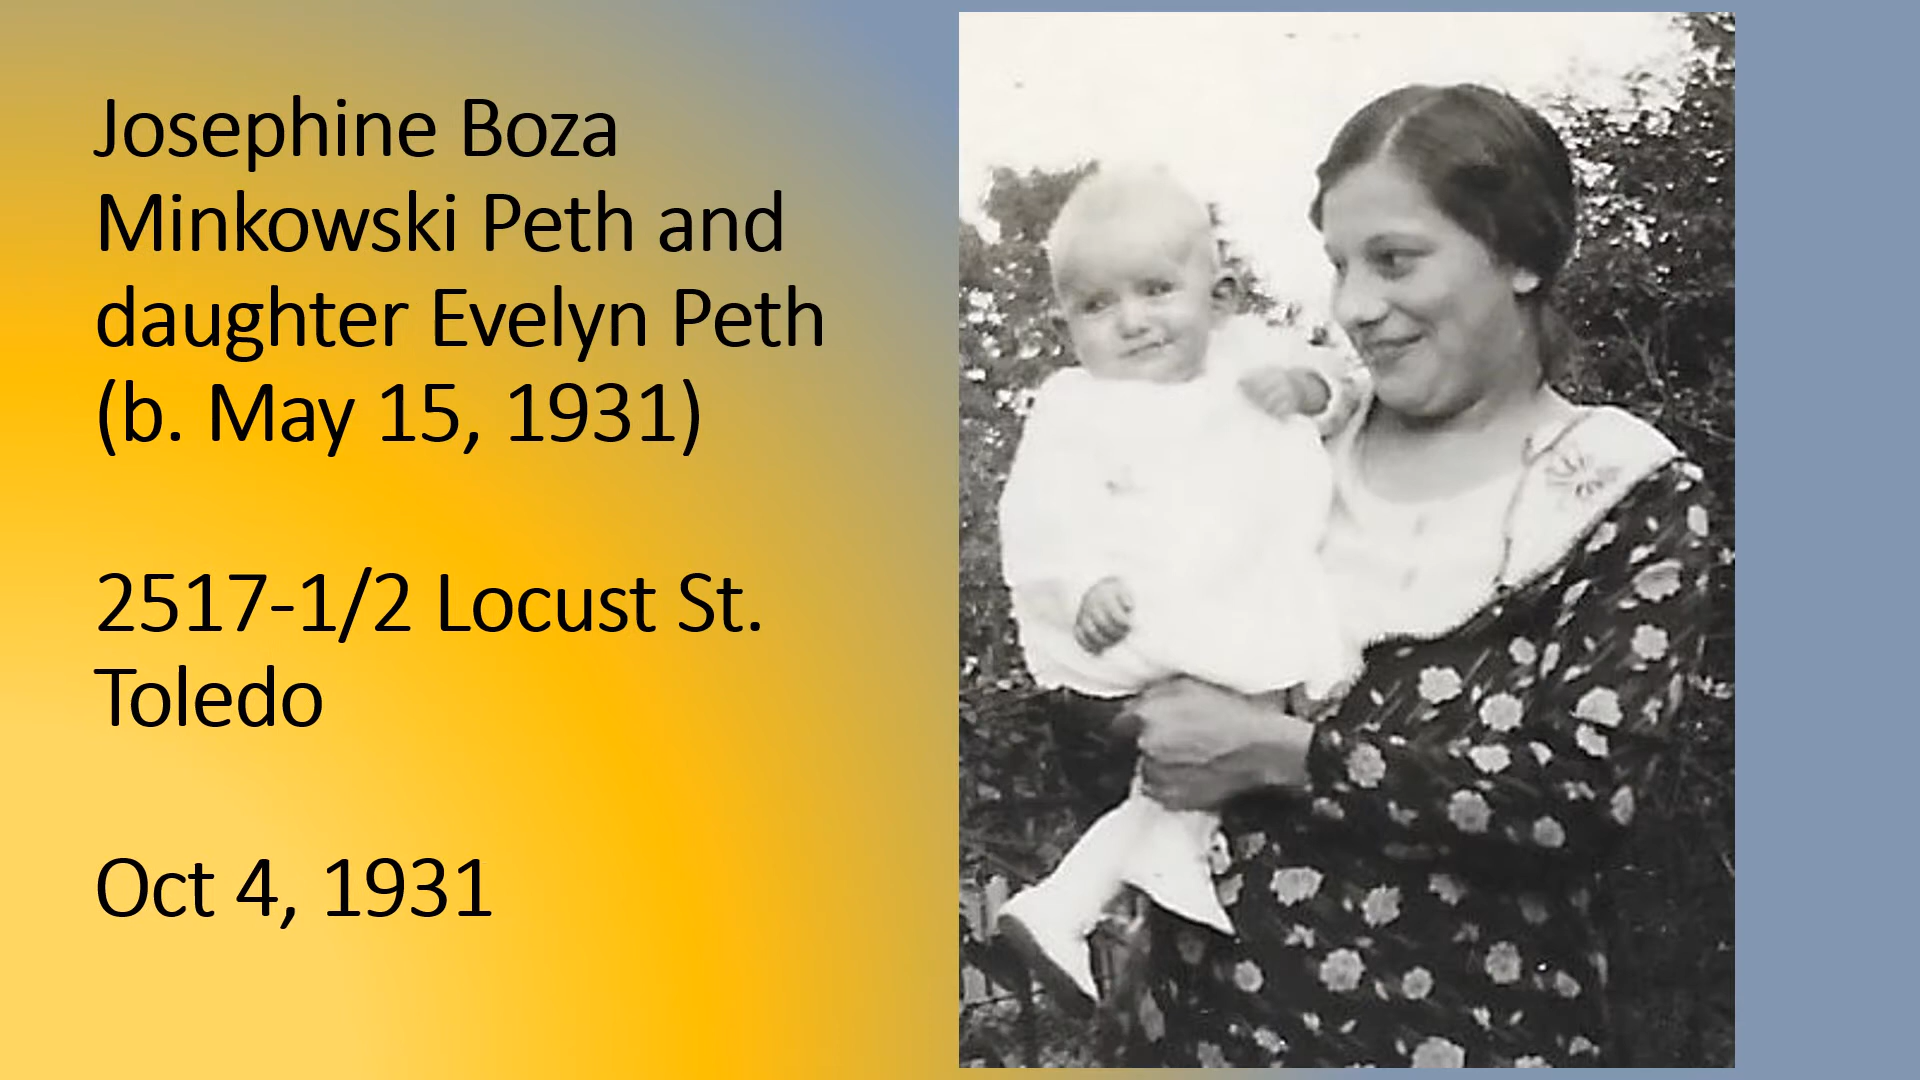 Josephine Boza
Minkowski Peth and
daughter Evelyn Peth
(b. May 15, 1931)
2517-1/2 Locust St.
Toledo
Oct 4, 1931